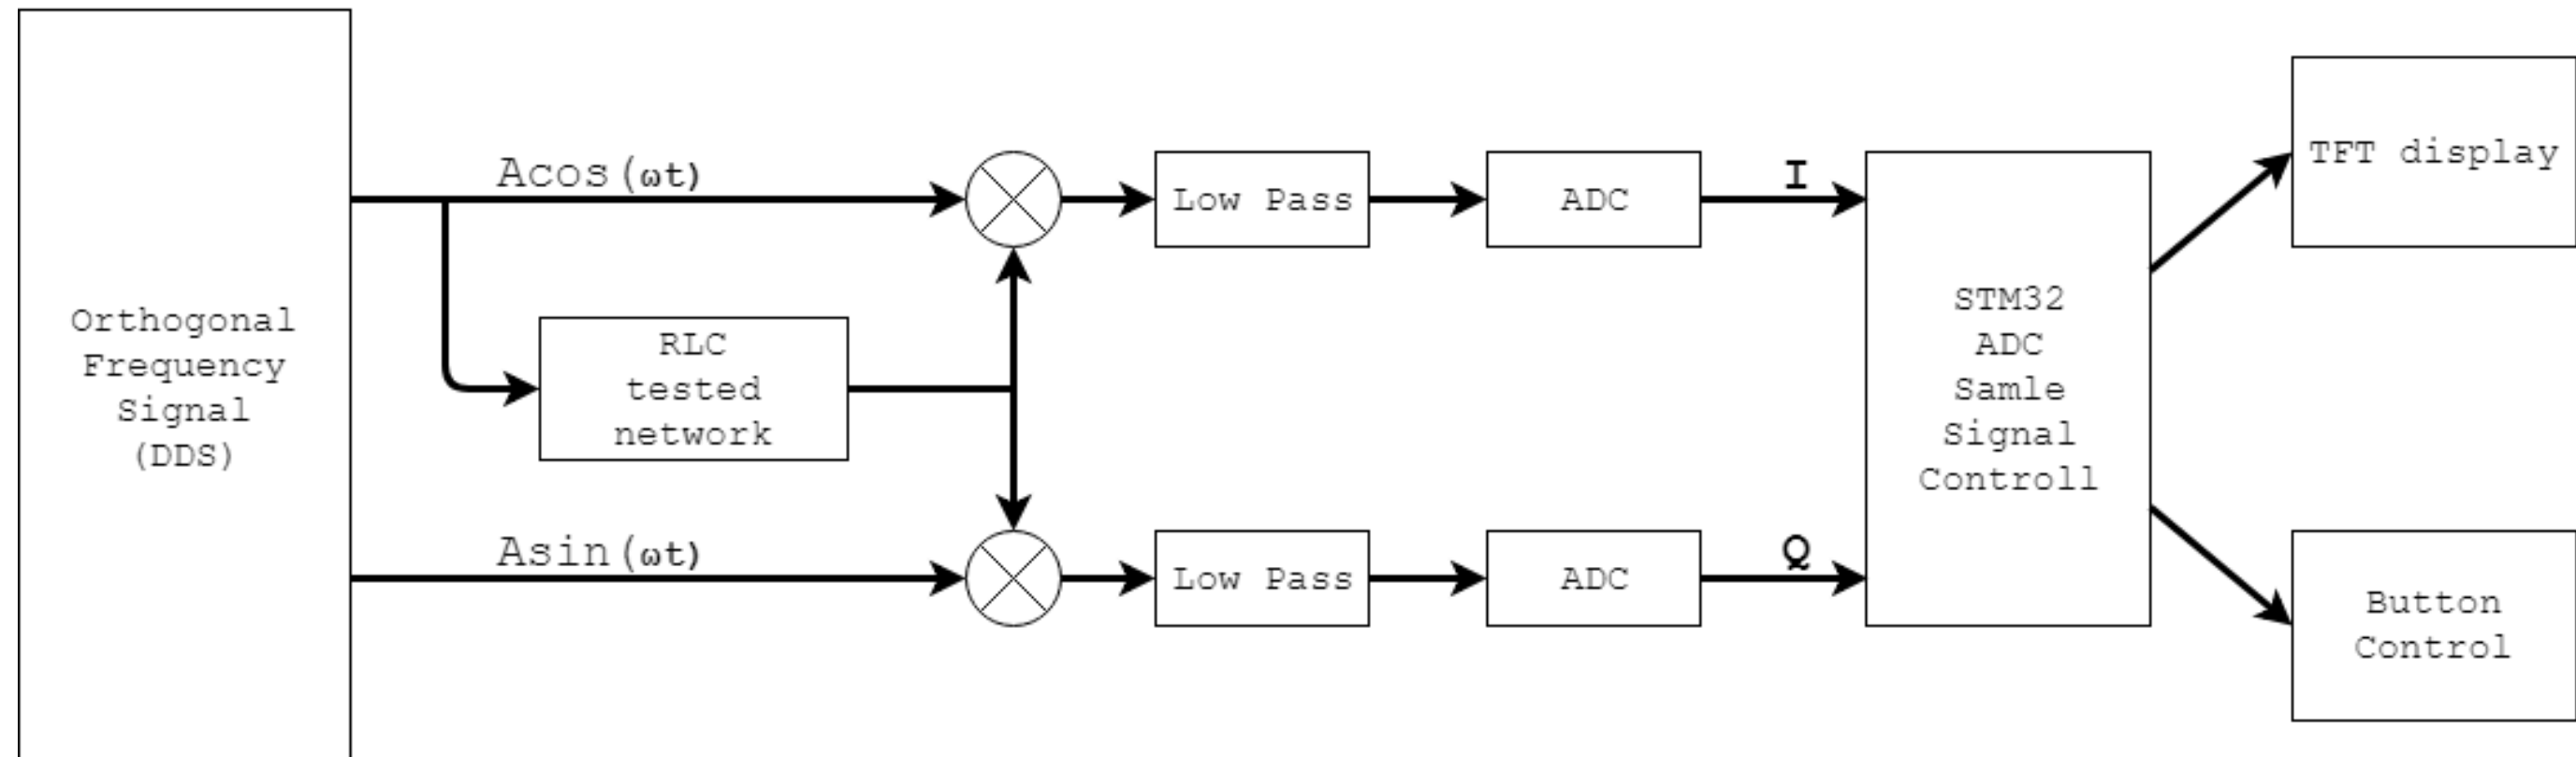 Orthogonal
Frequency
Signal
(DDS)
Acos(ωt)
RLC
tested
network
Asin(ωt)
Low Pass
ADC
I
Low Pass
ADC
Q
STM32
ADC
Samle
Signal
Controll
TFT display
Button
Control